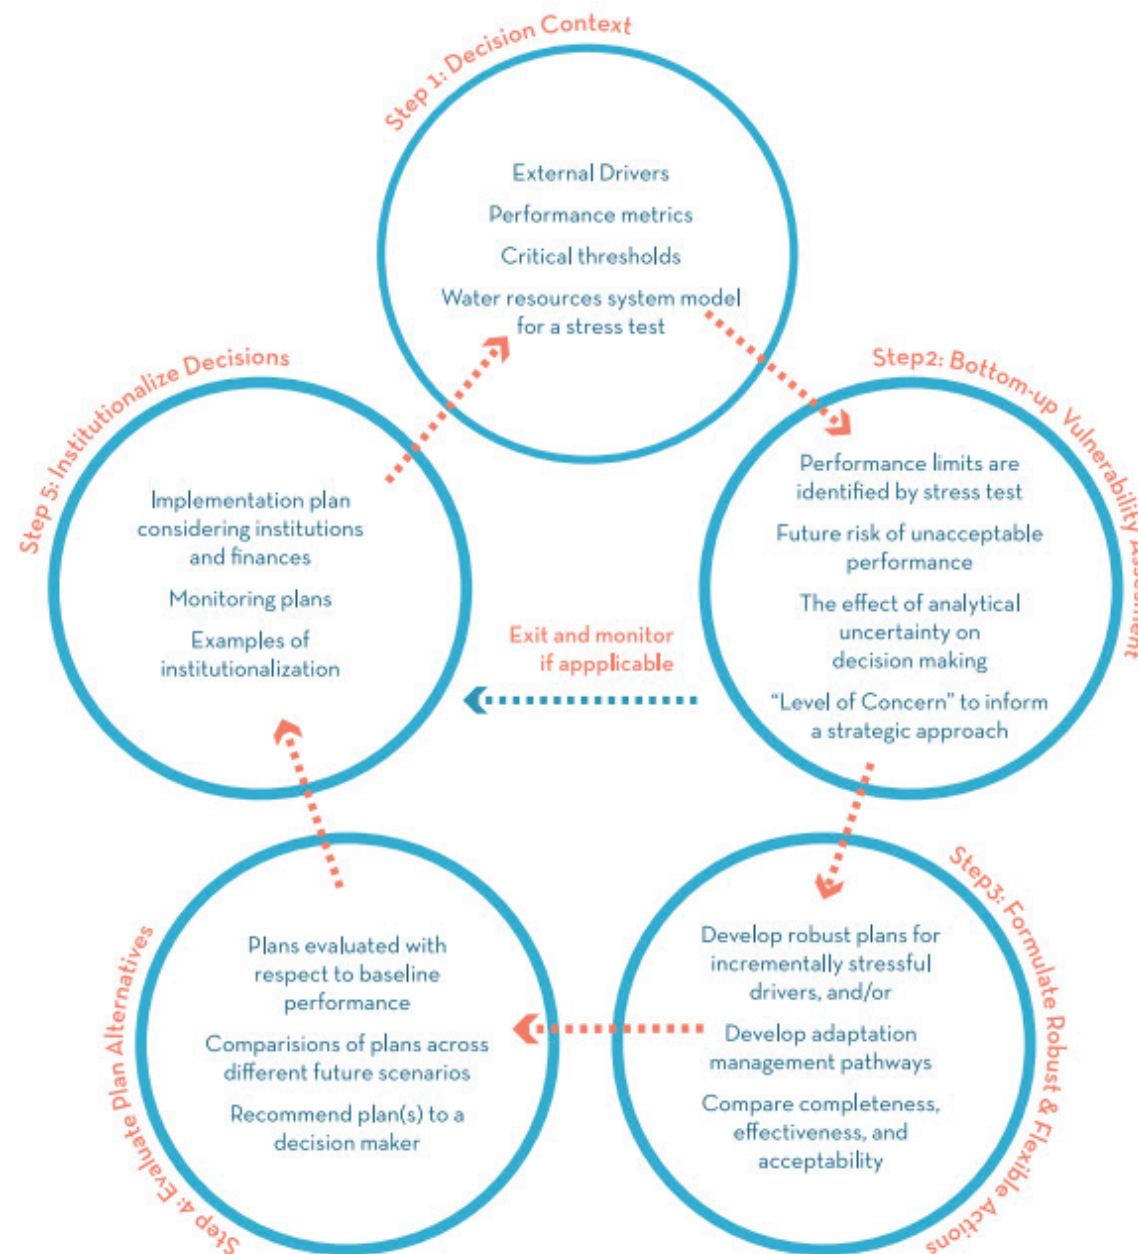 Step 1: Decision Context
External Drivers
Performance metrics
Critical thresholds
Water resources system model
for a stress test
Step2: Bottom-up Vulnerability Assesment
Performance limits are
identified by stress test
Future risk of unacceptable
performance
The effect of analytical
uncertainty on
decision making
“Level of Concern” to inform
a strategic approach
Exit and monitor
if appplicable
Step3: Formulate Robust & Flexible Actions
Develop robust plans for
incrementally stressful
drivers, and/or
Develop adaptation
management pathways
Compare completeness,
effectiveness, and
acceptability
Step 4: Evaluate Plan Alternatives
Plans evaluated with
respect to baseline
performance
Comparisions of plans across
different future scenarios
Recommend plan(s) to a
decision maker
Step 5: Institutionalize Decisions
Implementation plan
considering institutions
and finances
Monitoring plans
Examples of
institutionalization